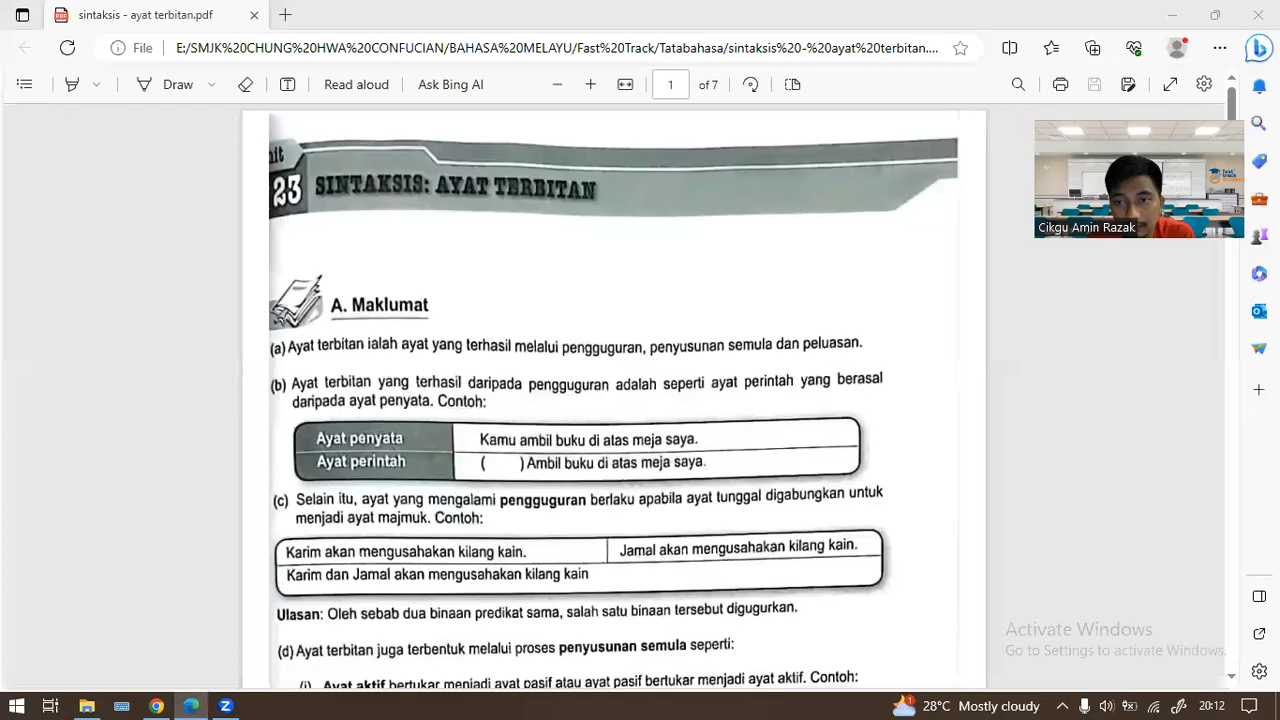 sintaksis - ayat terbitan.pdf
File
E:/SMJK%20CHUNG%20HWA%20CONFUCIAN/BAHASA%20MELAYU/Fast%20Track/Tatabahasa/sintaksis%20-%20ayat%20terbitan....
Draw
Read aloud
Ask Bing AI
1 of 7
23 SINTAKSIS: AYAT TERBITAN
Cikgu Amin Razak
A. Maklumat
(a) Ayat terbitan ialah ayat yang terhasil melalui pengguguran, penyusunan semula dan peluasan.
(b) Ayat terbitan yang terhasil daripada pengguguran adalah seperti ayat perintah yang berasal
daripada ayat penyata. Contoh:
Ayat penyata Kamu ambil buku di atas meja saya.
Ayat perintah ( ) Ambil buku di atas meja saya.
(c) Selain itu, ayat yang mengalami pengguguran berlaku apabila ayat tunggal digabungkan untuk
menjadi ayat majmuk. Contoh:
Karim akan mengusahakan kilang kain. Jamal akan mengusahakan kilang kain.
Karim dan Jamal akan mengusahakan kilang kain
Ulasan: Oleh sebab dua binaan predikat sama, salah satu binaan tersebut digugurkan.
(d) Ayat terbitan juga terbentuk melalui proses penyusunan semula seperti:
(i) Ayat aktif bertukar menjadi ayat pasif atau ayat pasif bertukar menjadi ayat aktif. Contoh:
Activate Windows
Go to Settings to activate Windows.
28°C Mostly cloudy
20:12